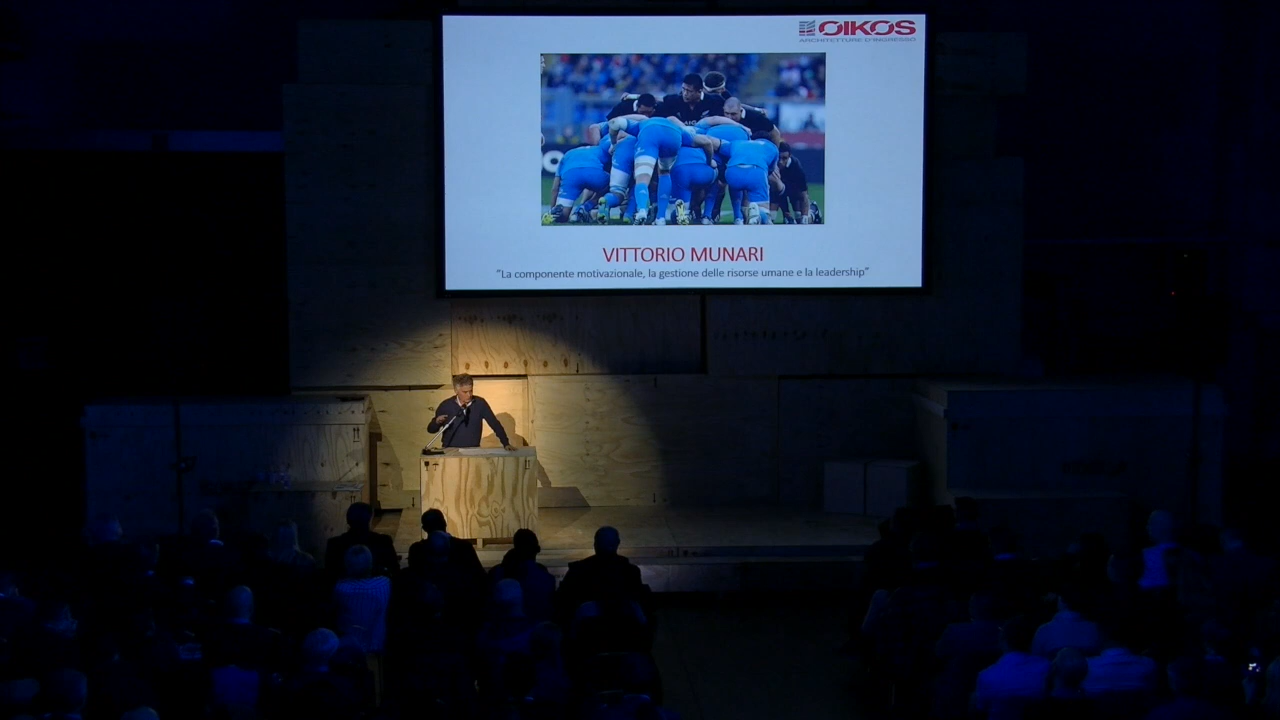 OIKOS
ARCHITETTURE D'INGRESSO
VITTORIO MUNARI
"La componente motivazionale, la gestione delle risorse umane e la leadership"